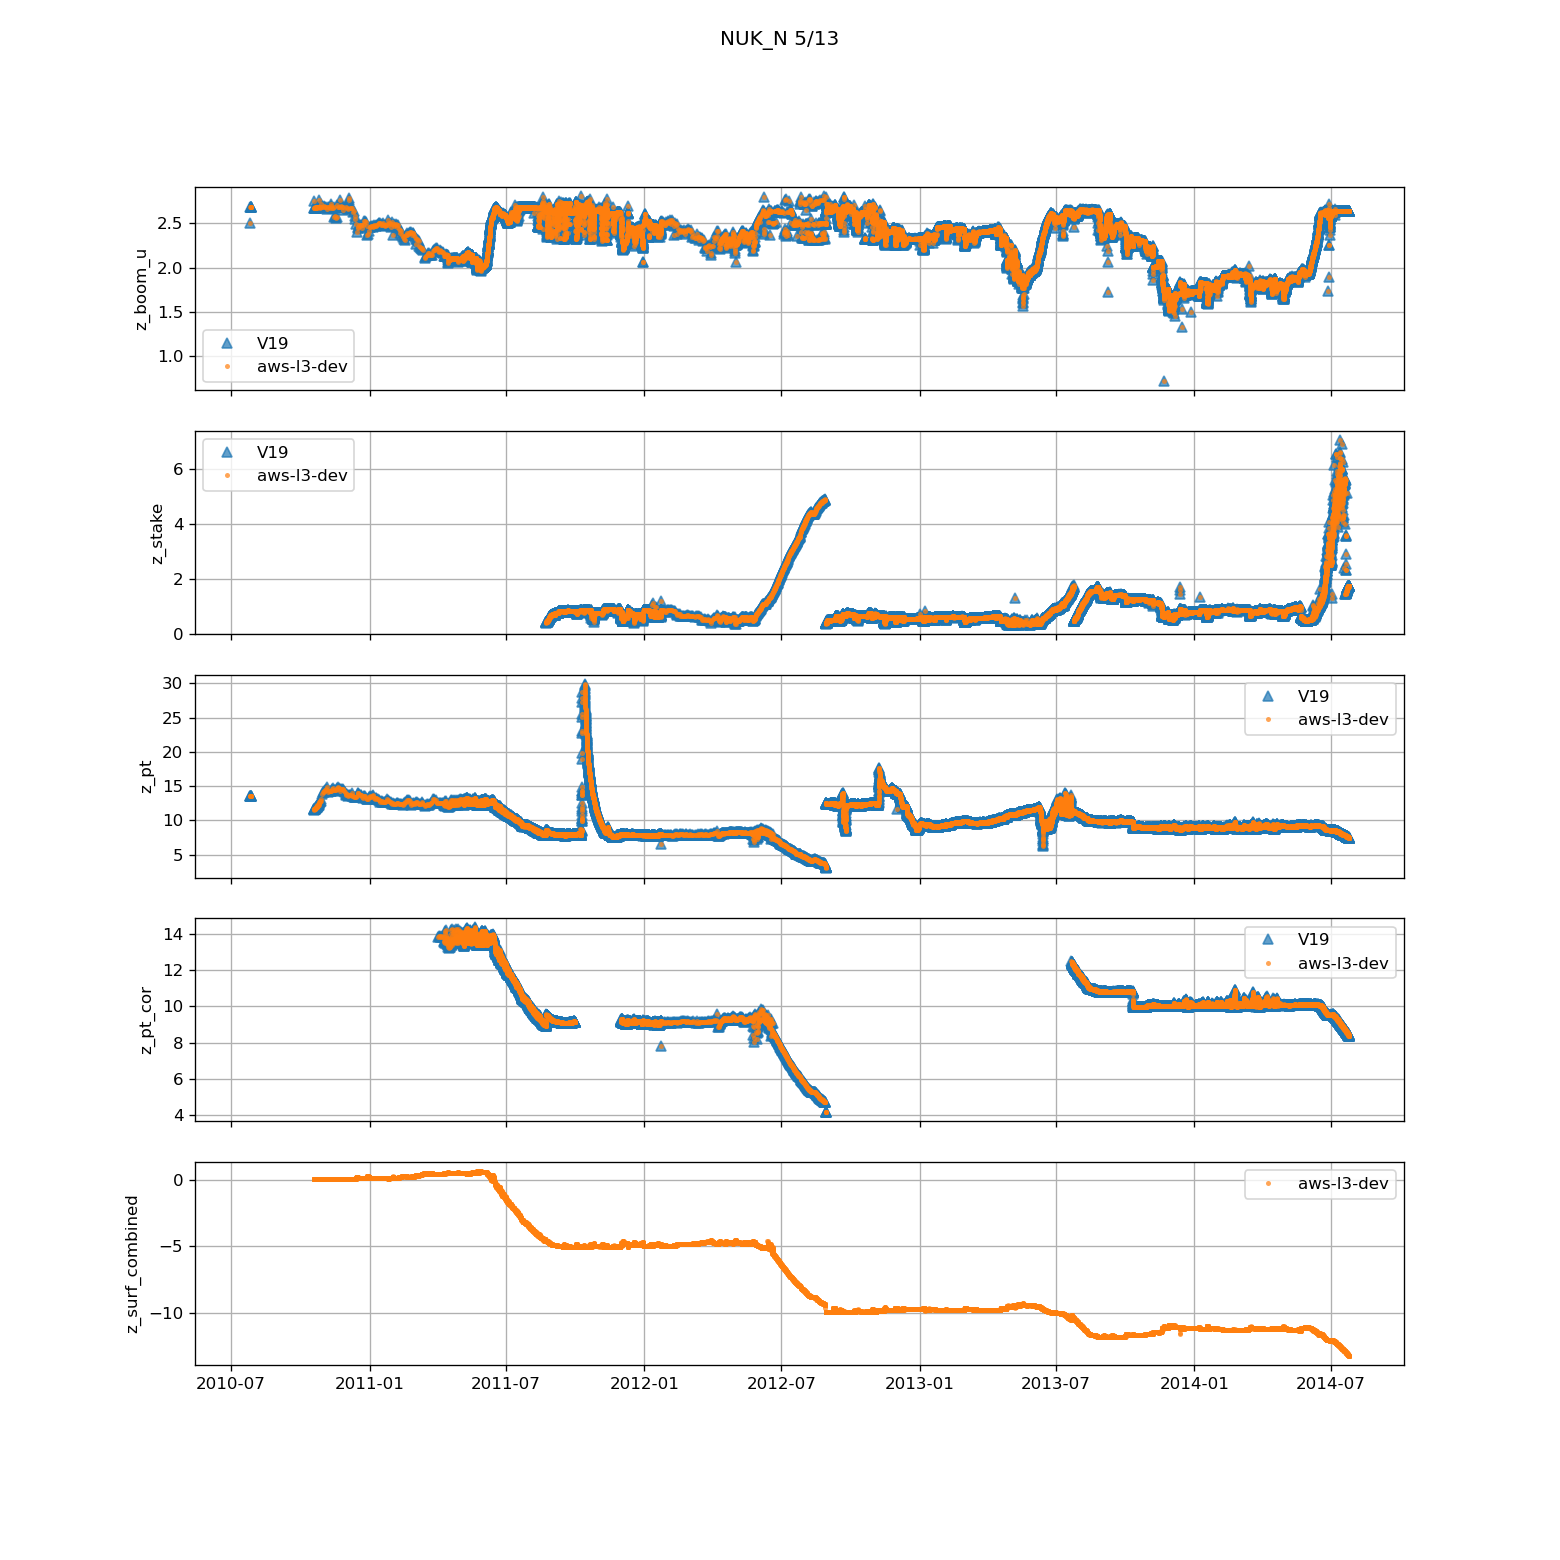 NUK_N 5/13
z_boom_u
2.5
2.0
1.5
1.0
V19
aws-l3-dev
z_stake
6
4
2
0
V19
aws-l3-dev
z_pt
30
25
20
15
10
5
V19
aws-l3-dev
z_pt_cor
14
12
10
8
6
4
V19
aws-l3-dev
z_surf_combined
0
−5
−10
aws-l3-dev
2010-07 2011-01 2011-07 2012-01 2012-07 2013-01 2013-07 2014-01 2014-07